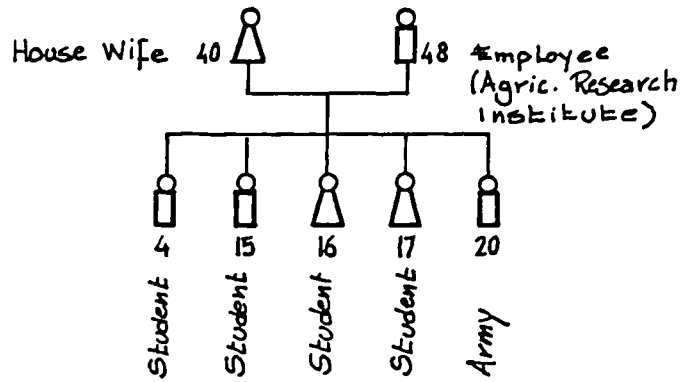 House Wife 40
48 Employee
(Agric. Research
Institute)
4 15 16 17 20
Student Student Student Student Army